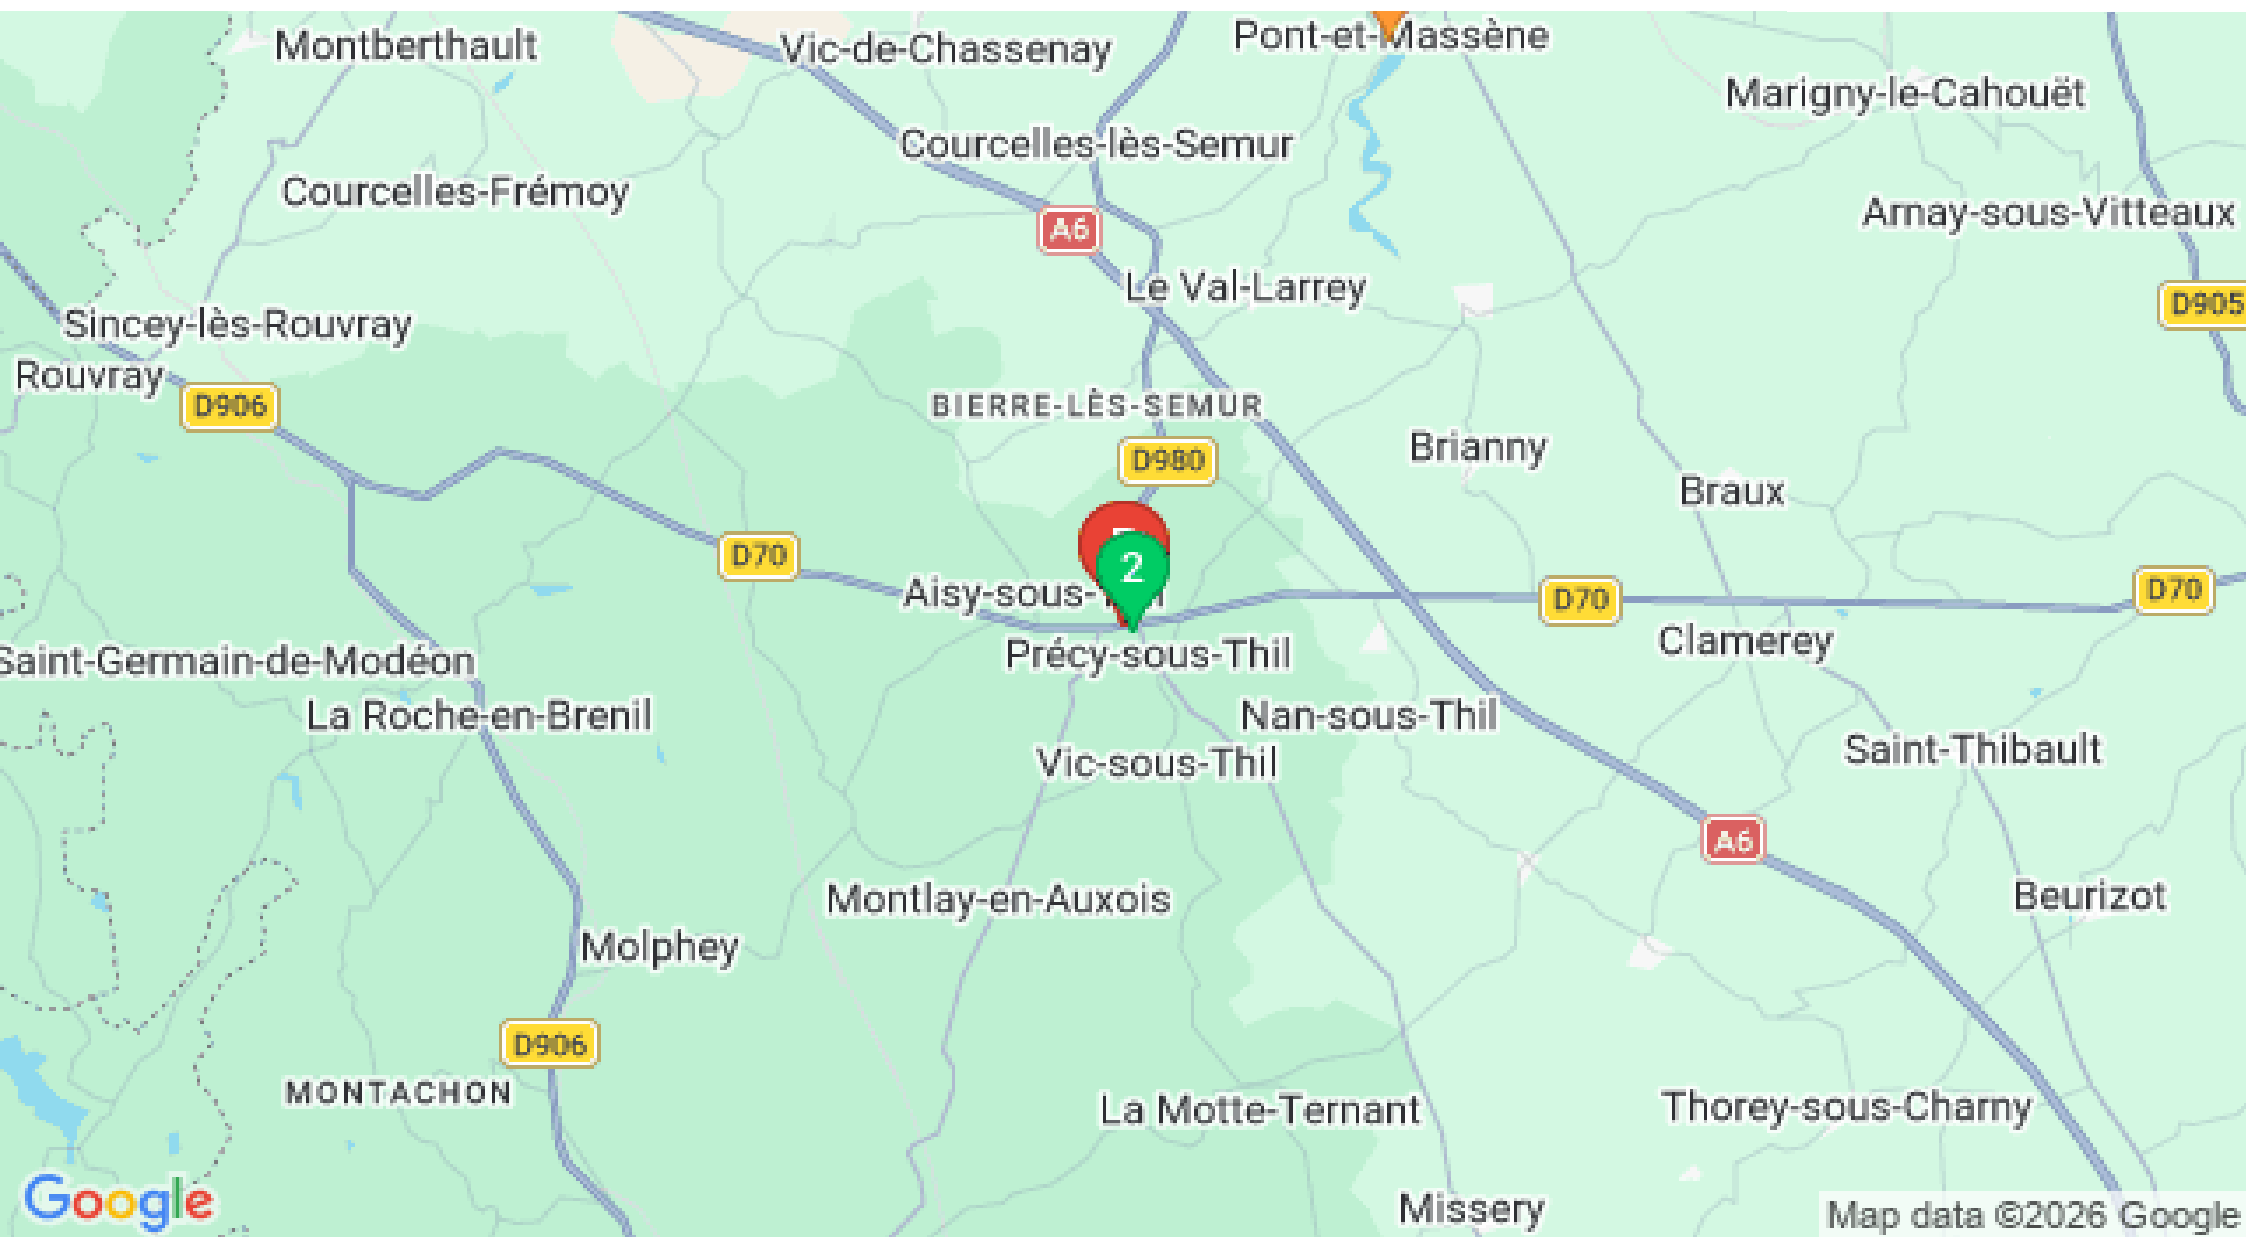 Montberthault
Vic-de-Chassenay
Pont-et-Massène
Marigny-le-Cahouët
Courcelles-lès-Semur
Courcelles-Frémoy
Arnay-sous-Vitteaux
A6
Le Val-Larrey
D905
Sincey-lès-Rouvray
Rouvray
D906
BIERRE-LÈS-SEMUR
Brianny
D980
Braux
D70
2
Aisy-sous-
D70
D70
Précy-sous-Thil
Clamerey
Saint-Germain-de-Modéon
La Roche-en-Brenil
Nan-sous-Thil
Vic-sous-Thil
Saint-Thibault
A6
Montlay-en-Auxois
Beurizot
Molphey
D906
MONTACHON
La Motte-Ternant
Thorey-sous-Charny
Missery
Google
Map data ©2026 Google